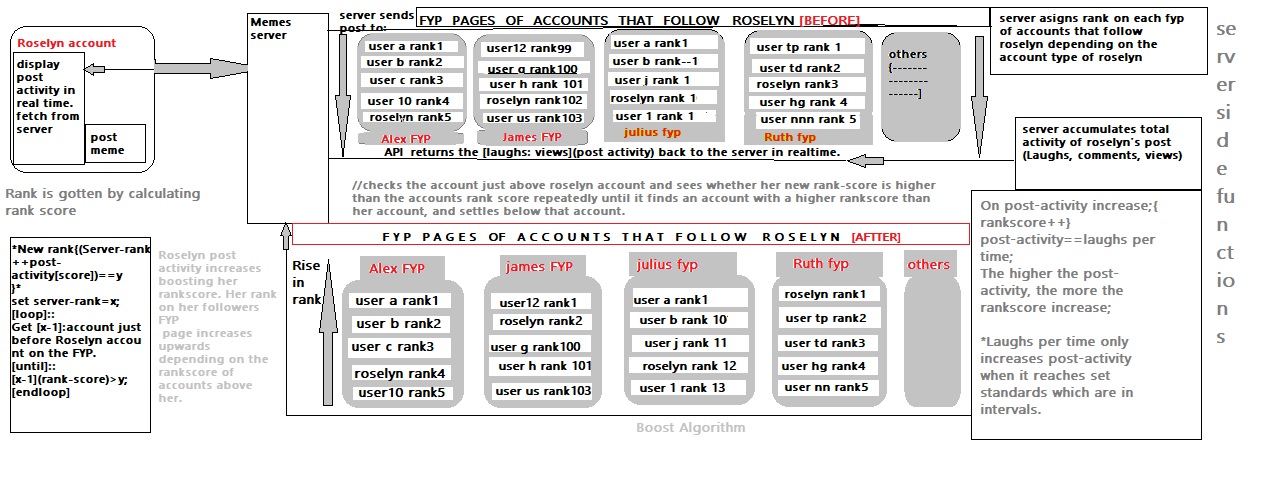 Roselyn account
display
post
activity in
real time.
fetch from
server
post
meme
Rank is gotten by calculating
rank score
*New rank{(Server-rank
++post-
activity[score])==y
}*
set server-rank=x;
[loop]::
Get [x-1]:account just
before Roselyn accou
nt on the FYP.
[until]::
[x-1](rank-score)>y;
[endloop]
Roselyn post
activity increases
boosting her
rankscore. Her rank
on her followers
FYP
page increases
upwards
depending on the
rankscore of
accounts above
her.
Memes
server
server sends
post to:
FYP PAGES OF ACCOUNTS THAT FOLLOW ROSELYN [BEFORE]
user a rank1
user b rank2
user c rank3
user 10 rank4
roselyn rank5
Alex FYP
user12 rank99
user g rank100
user h rank 101
roselyn rank102
user us rank103
James FYP
user a rank1
user b rank--1
user j rank 1
roselyn rank 1
user 1 rank 1
julius fyp
user tp rank 1
user td rank2
roselyn rank3
user hg rank 4
user nnn rank 5
Ruth fyp
others
{-------
---------
------]
server asigns rank on each fyp
of accounts that follow
roselyn depending on the
account type of roselyn
API returns the [laughs: views](post activity) back to the server in realtime.
server accumulates total
activity of roselyn's post
(Laughs, comments, views)
//checks the account just above roselyn account and sees whether her new rank-score is higher
than the accounts rank score repeatedly until it finds an account with a higher rankscore than
her account, and settles below that account.
FYP PAGES OF ACCOUNTS THAT FOLLOW ROSELYN [AFTTER]
Rise
in
rank
Alex FYP
user a rank1
user b rank2
user c rank3
roselyn rank4
user10 rank5
james FYP
user12 rank1
roselyn rank2
user g rank100
user h rank 101
user us rank103
julius fyp
user a rank1
user b rank 10
user j rank 11
roselyn rank 12
user 1 rank 13
Ruth fyp
roselyn rank1
user tp rank2
user td rank3
user hg rank4
user nn rank5
others
Boost Algorithm
On post-activity increase;{
rankscore++}
post-activity==laughs per
time;
The higher the post-
activity, the more the
rankscore increase;
*Laughs per time only
increases post-activity
when it reaches set
standards which are in
intervals.
se
rv
er
si
d
e
fu
n
ct
io
n
s